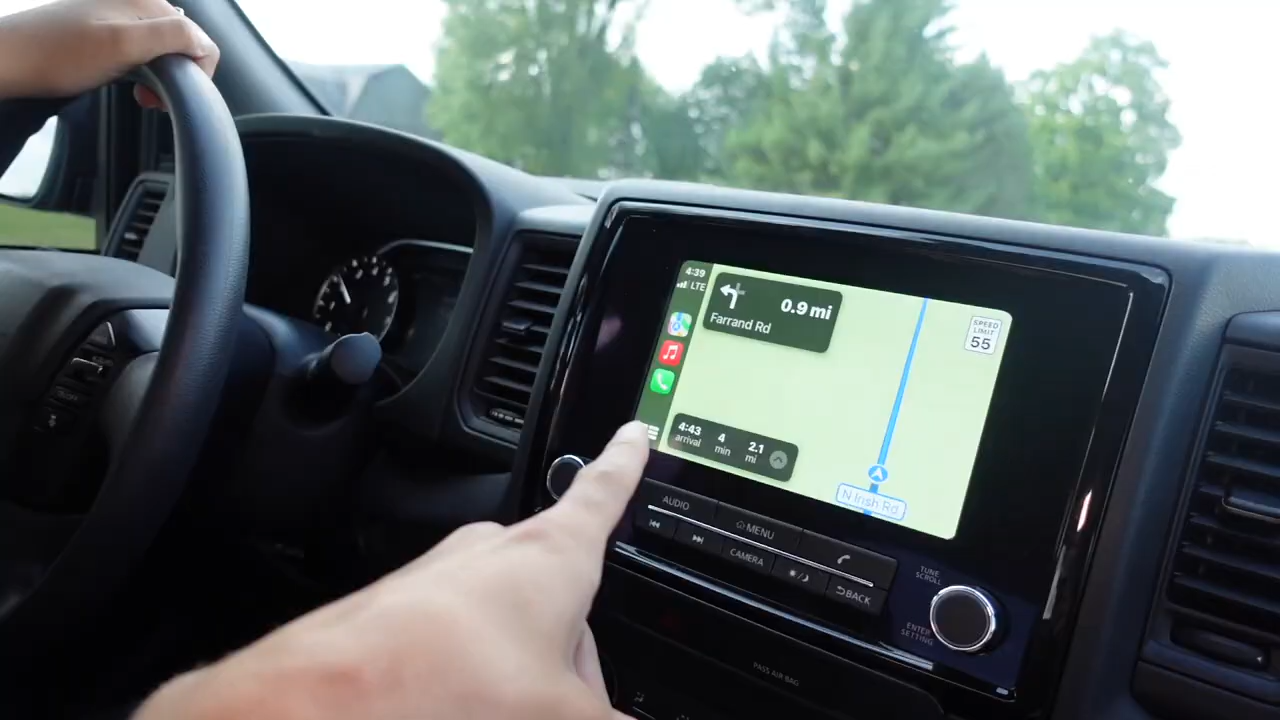 4:39
LTE
0.9 mi
Farrand Rd
SPEED
LIMIT
55
4:43 4 2.1
arrival min mi
N Irish Rd
AUDIO
MENU
CAMERA
BACK
TUNE
SCROLL
ENTER
SETTING
PASS AIR BAG